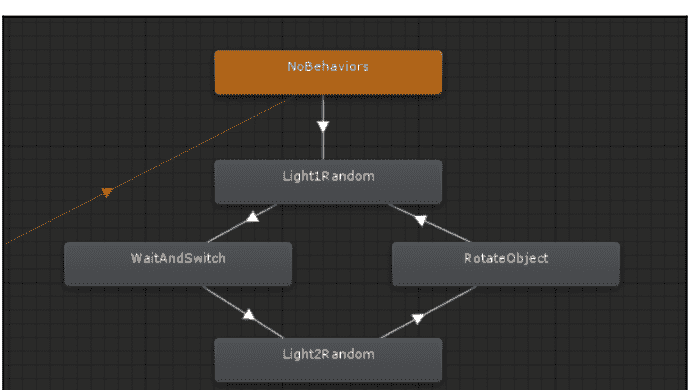 NoBehaviors
Light1Random
WaitAndSwitch
RotateObject
Light2Random